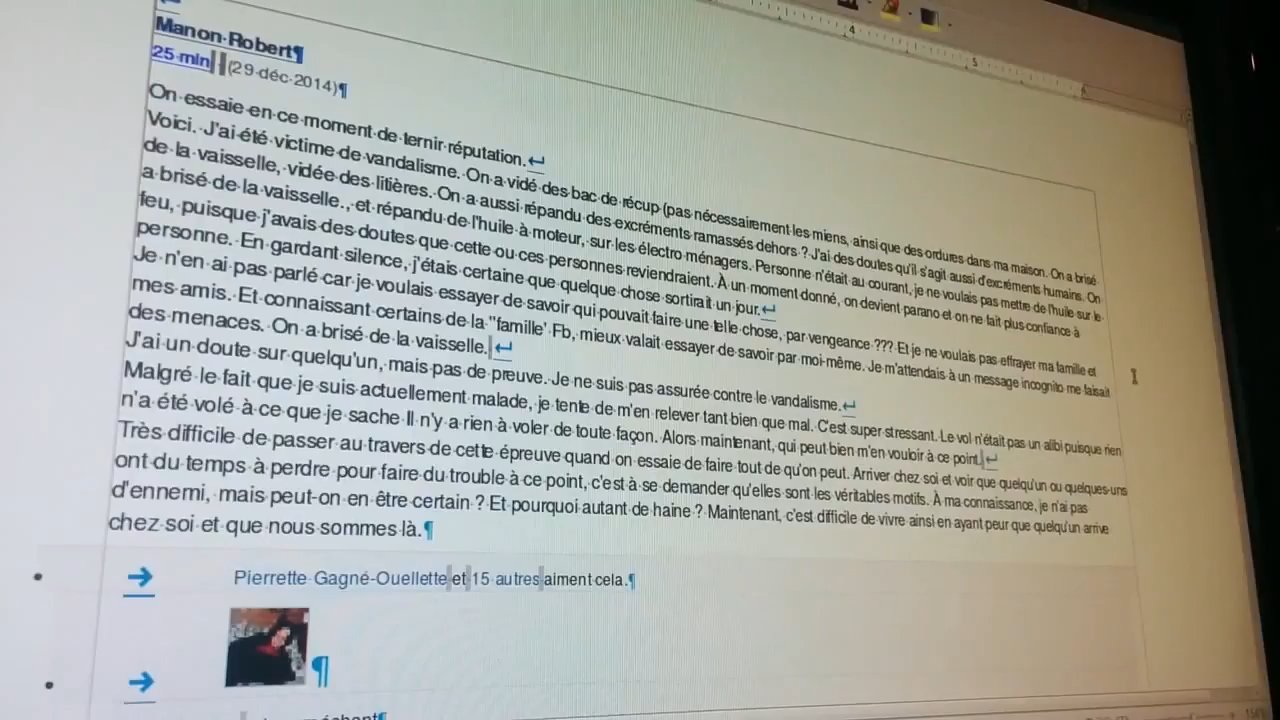 Manon Robert¶
25 min (29 déc 2014)¶
On essaie en ce moment de ternir réputation.↵
Voici. J'ai été victime de vandalisme. On a vidé des bac de récup (pas nécessairement les miens, ainsi que des ordures dans ma maison. On a brisé
de la vaisselle, vidée des litières. On a aussi répandu des excréments ramassés dehors ? J'ai des doutes qu'il s'agit aussi d'excréments humains. On
a brisé de la vaisselle., et répandu de l'huile à moteur, sur les électro ménagers. Personne n'était au courant, je ne voulais pas mettre de l'huile sur le
feu, puisque j'avais des doutes que cette ou ces personnes reviendraient. À un moment donné, on devient parano et on ne fait plus confiance à
personne. En gardant silence, j'étais certaine que quelque chose sortirait un jour.↵
Je n'en ai pas parlé car je voulais essayer de savoir qui pouvait faire une telle chose, par vengeance ??? Et je ne voulais pas effrayer ma famille et
mes amis. Et connaissant certains de la "famille' Fb, mieux valait essayer de savoir par moi-même. Je m'attendais à un message incognito me faisait
des menaces. On a brisé de la vaisselle.↵
J'ai un doute sur quelqu'un, mais pas de preuve. Je ne suis pas assurée contre le vandalisme.↵
Malgré le fait que je suis actuellement malade, je tente de m'en relever tant bien que mal. C'est super stressant. Le vol n'était pas un alibi puisque rien
n'a été volé à ce que je sache Il n'y a rien à voler de toute façon. Alors maintenant, qui peut bien m'en vouloir à ce point.↵
Très difficile de passer au travers de cette épreuve quand on essaie de faire tout de qu'on peut. Arriver chez soi et voir que quelqu'un ou quelques-uns
ont du temps à perdre pour faire du trouble à ce point, c'est à se demander qu'elles sont les véritables motifs. À ma connaissance, je n'ai pas
d'ennemi, mais peut-on en être certain ? Et pourquoi autant de haine ? Maintenant, c'est difficile de vivre ainsi en ayant peur que quelqu'un arrive
chez soi et que nous sommes là.¶
Pierrette Gagné-Ouellette et 15 autres aiment cela.¶
¶